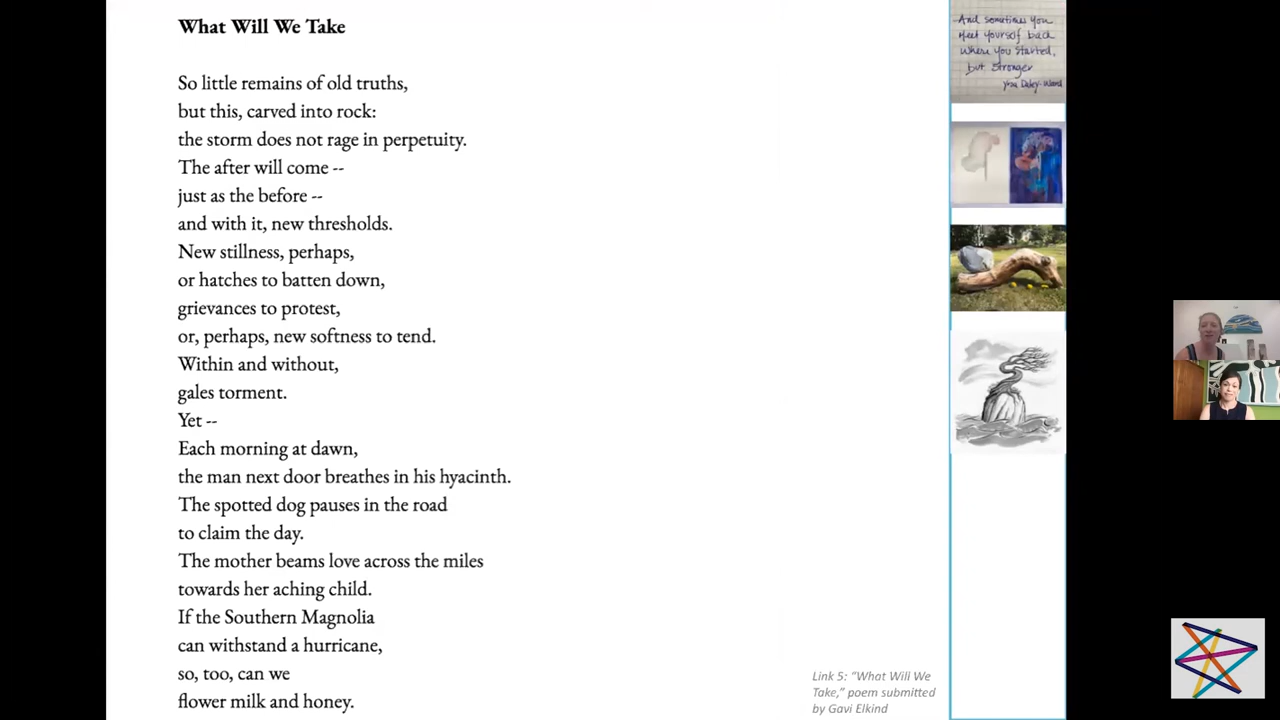 What Will We Take
So little remains of old truths,
but this, carved into rock:
the storm does not rage in perpetuity.
The after will come --
just as the before --
and with it, new thresholds.
New stillness, perhaps,
or hatches to batten down,
grievances to protest,
or, perhaps, new softness to tend.
Within and without,
gales torment.
Yet --
Each morning at dawn,
the man next door breathes in his hyacinth.
The spotted dog pauses in the road
to claim the day.
The mother beams love across the miles
towards her aching child.
If the Southern Magnolia
can withstand a hurricane,
so, too, can we
flower milk and honey.
Link 5: "What Will We
Take," poem submitted
by Gavi Elkind
And sometimes you
Meet yourself back
Where you started,
but stronger
Yrsa Daley-Ward